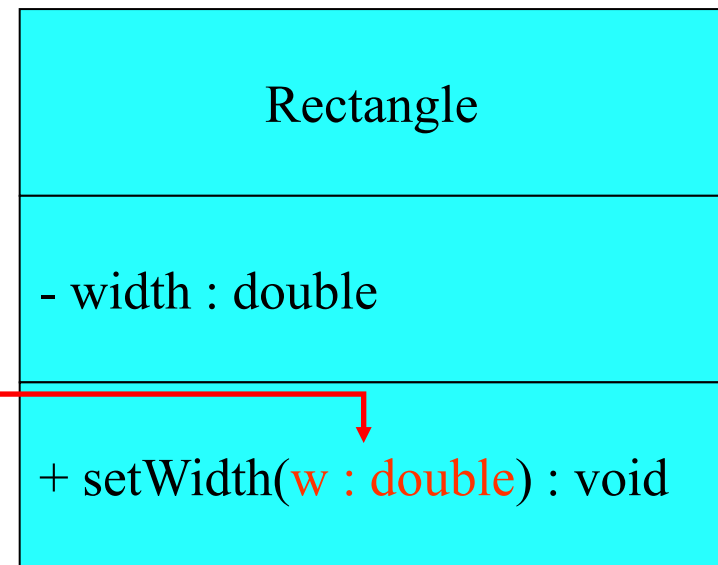 Rectangle
- width : double
+ setWidth(w : double) : void